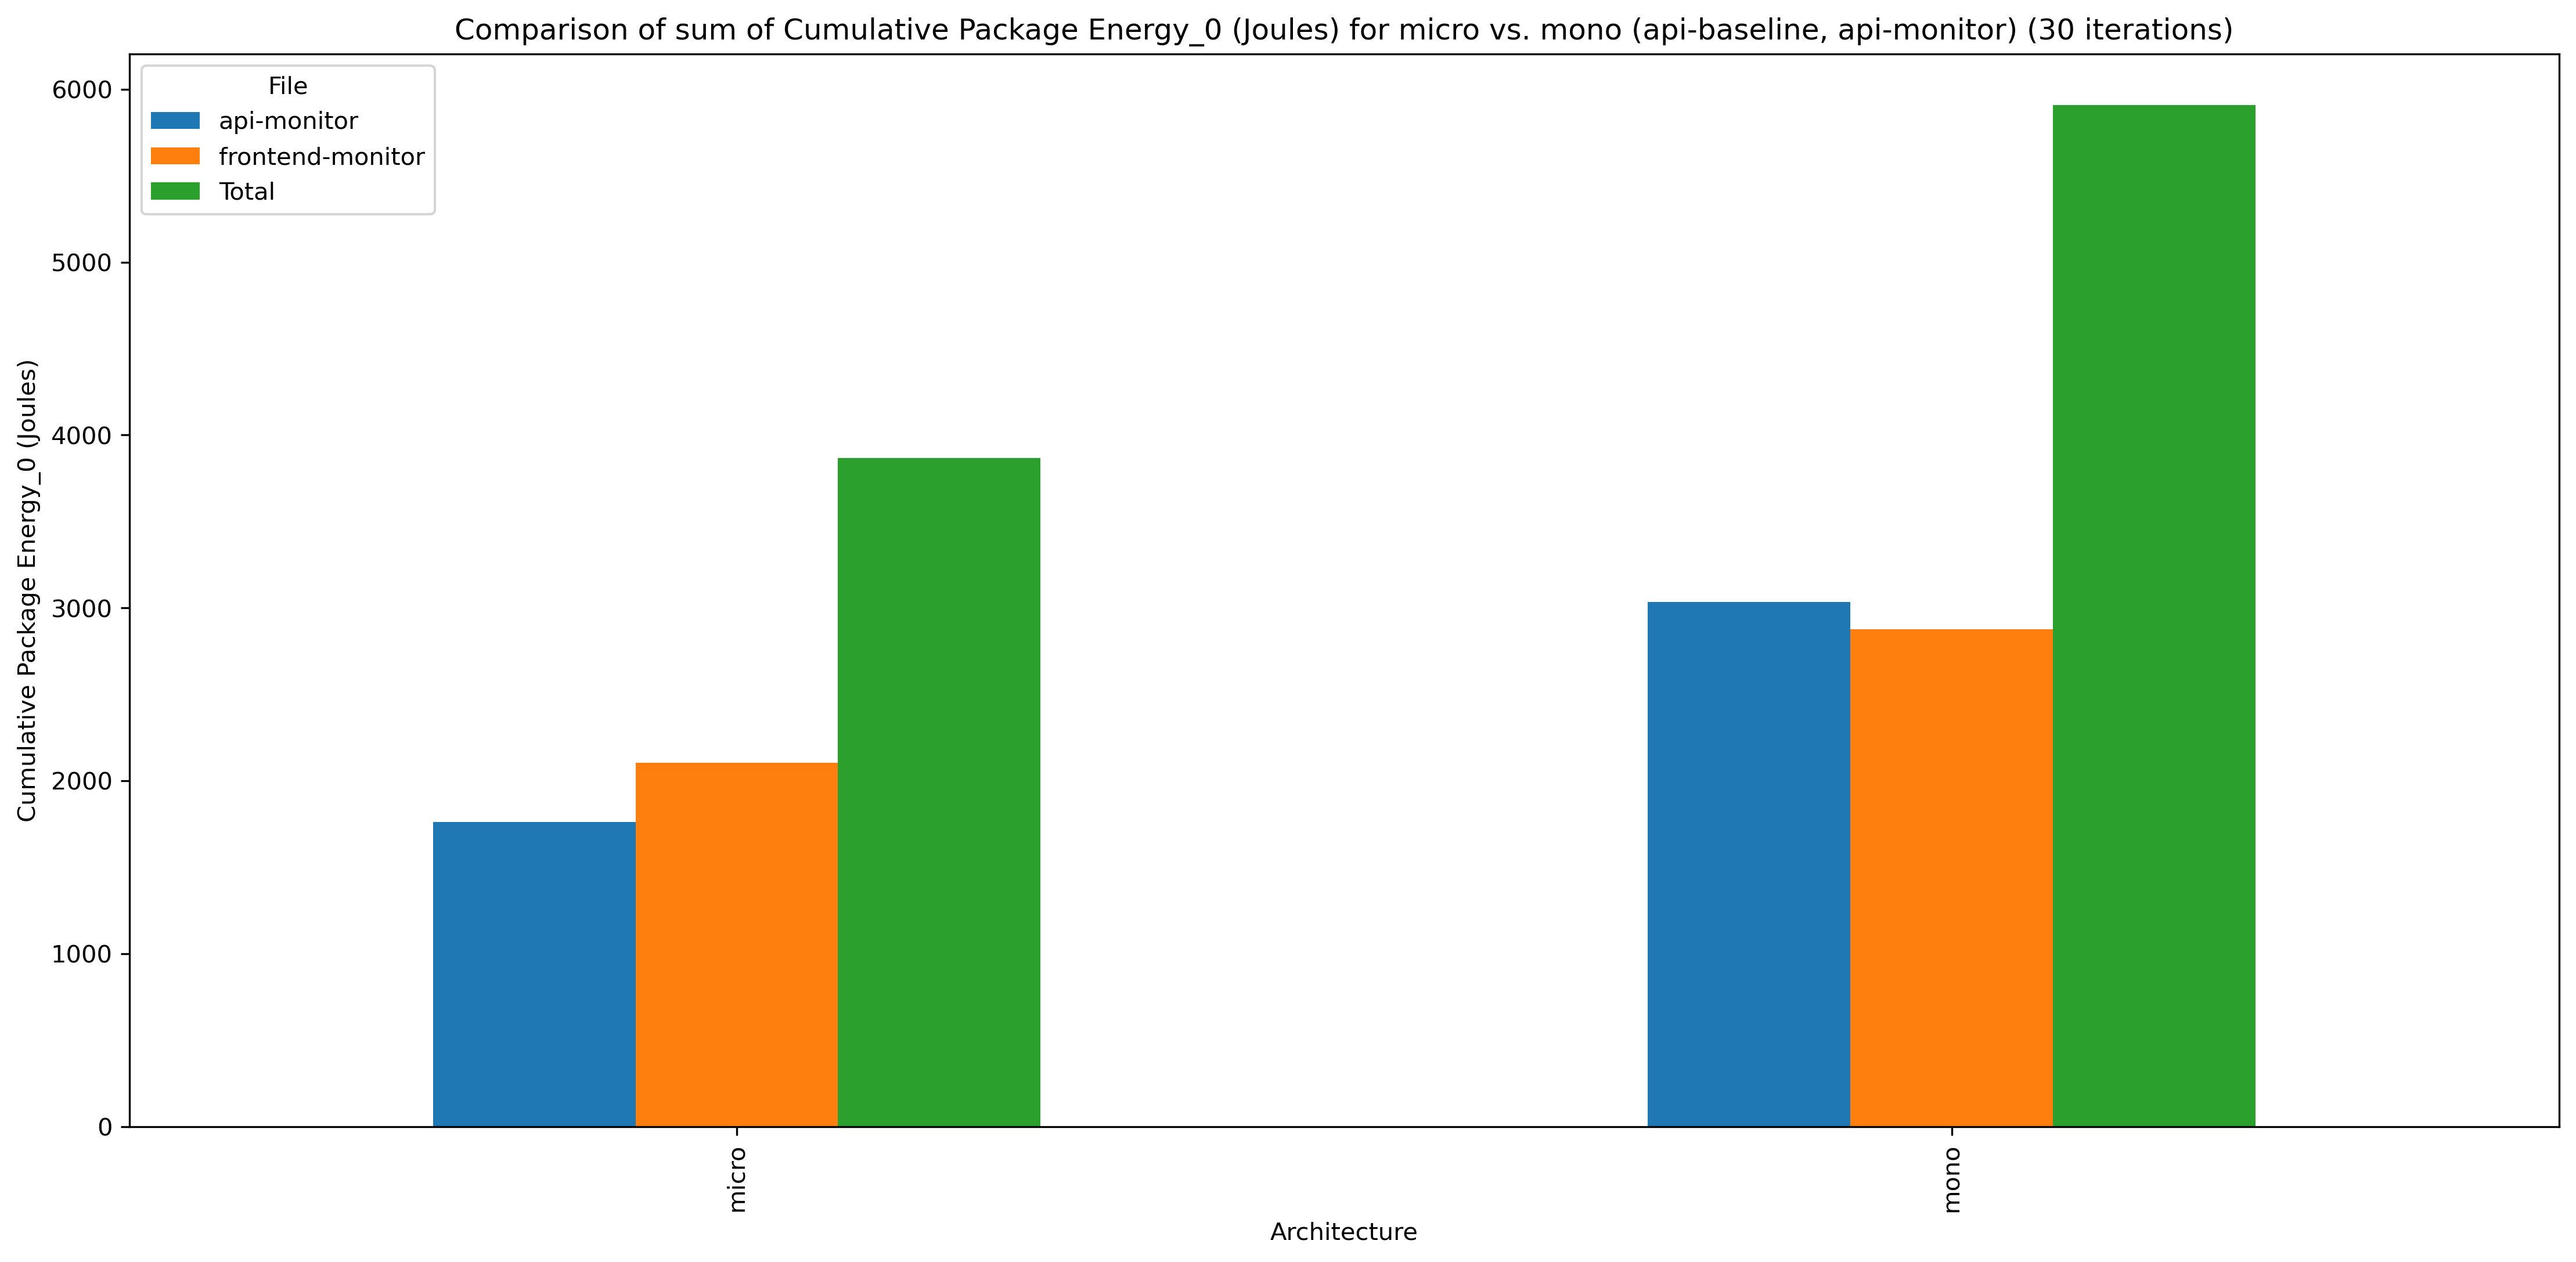 Comparison of sum of Cumulative Package Energy_0 (Joules) for micro vs. mono (api-baseline, api-monitor) (30 iterations)
File
api-monitor
frontend-monitor
Total
Cumulative Package Energy_0 (Joules)
6000
5000
4000
3000
2000
1000
0
micro
mono
Architecture